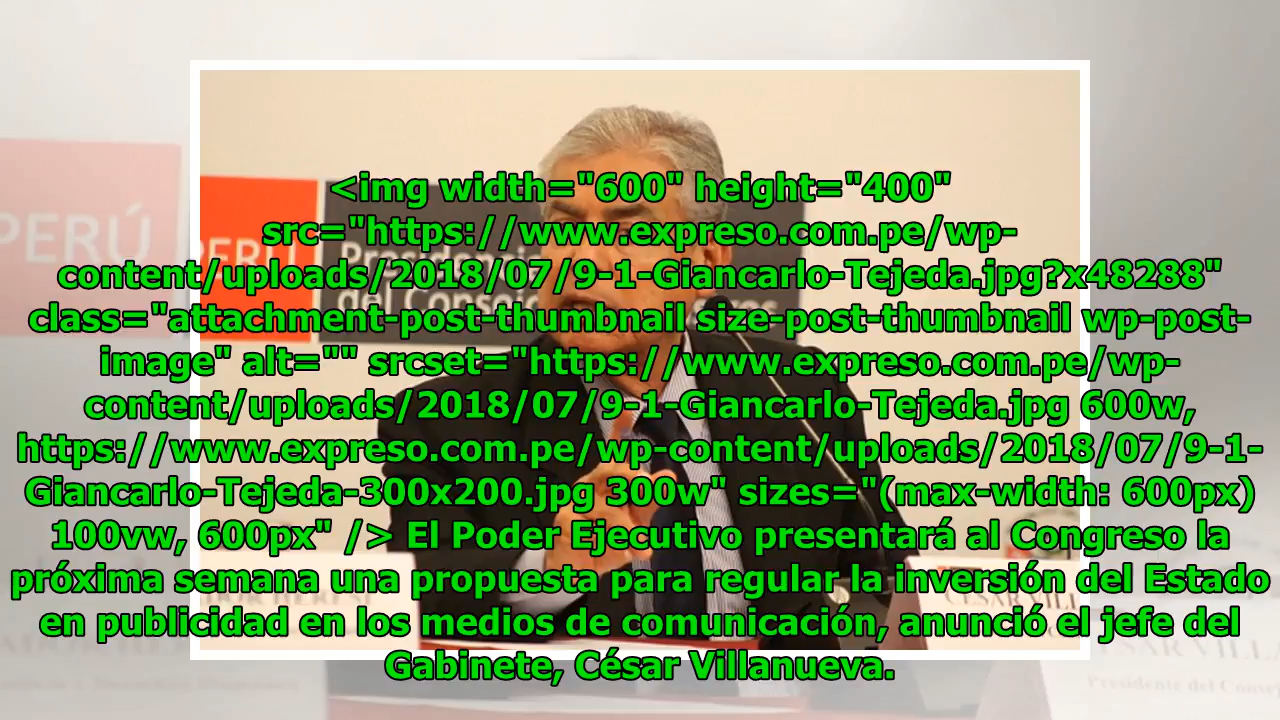 <img width="600" height="400"
src="https://www.expreso.com.pe/wp-
content/uploads/2018/07/9-1-Giancarlo-Tejeda.jpg?x48288"
class="attachment-post-thumbnail size-post-thumbnail wp-post-
image" alt="" srcset="https://www.expreso.com.pe/wp-
content/uploads/2018/07/9-1-Giancarlo-Tejeda.jpg 600w,
https://www.expreso.com.pe/wp-content/uploads/2018/07/9-1-
Giancarlo-Tejeda-300x200.jpg 300w" sizes="(max-width: 600px)
100vw, 600px" /> El Poder Ejecutivo presentará al Congreso la
próxima semana una propuesta para regular la inversión del Estado
en publicidad en los medios de comunicación, anunció el jefe del
Gabinete, César Villanueva.
PERÚ
PERÚ
Presidencia
del Consejo